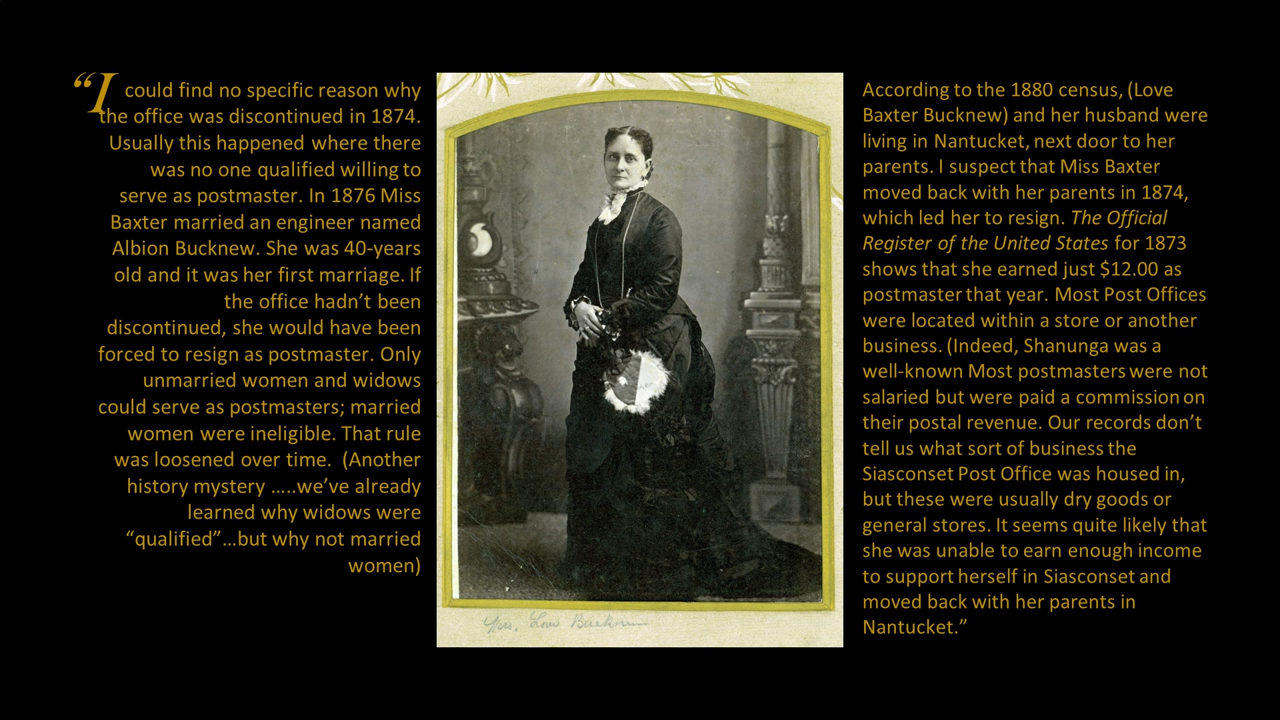 “I could find no specific reason why
the office was discontinued in 1874.
Usually this happened where there
was no one qualified willing to
serve as postmaster. In 1876 Miss
Baxter married an engineer named
Albion Bucknew. She was 40-years
old and it was her first marriage. If
the office hadn’t been
discontinued, she would have been
forced to resign as postmaster. Only
unmarried women and widows
could serve as postmasters; married
women were ineligible. That rule
was loosened over time.  (Another
history mystery …..we’ve already
learned why widows were
“qualified”…but why not married
women)
Mrs. Love
According to the 1880 census, (Love
Baxter Bucknew) and her husband were
living in Nantucket, next door to her
parents. I suspect that Miss Baxter
moved back with her parents in 1874,
which led her to resign. The Official
Register of the United States for 1873
shows that she earned just $12.00 as
postmaster that year.  Most Post Offices
were located within a store or another
business. (Indeed, Shanunga was a
well-known Most postmasters were not
salaried but were paid a commission on
their postal revenue. Our records don’t
tell us what sort of business the
Siasconset Post Office was housed in,
but these were usually dry goods or
general stores. It seems quite likely that
she was unable to earn enough income
to support herself in Siasconset and
moved back with her parents in
Nantucket.”